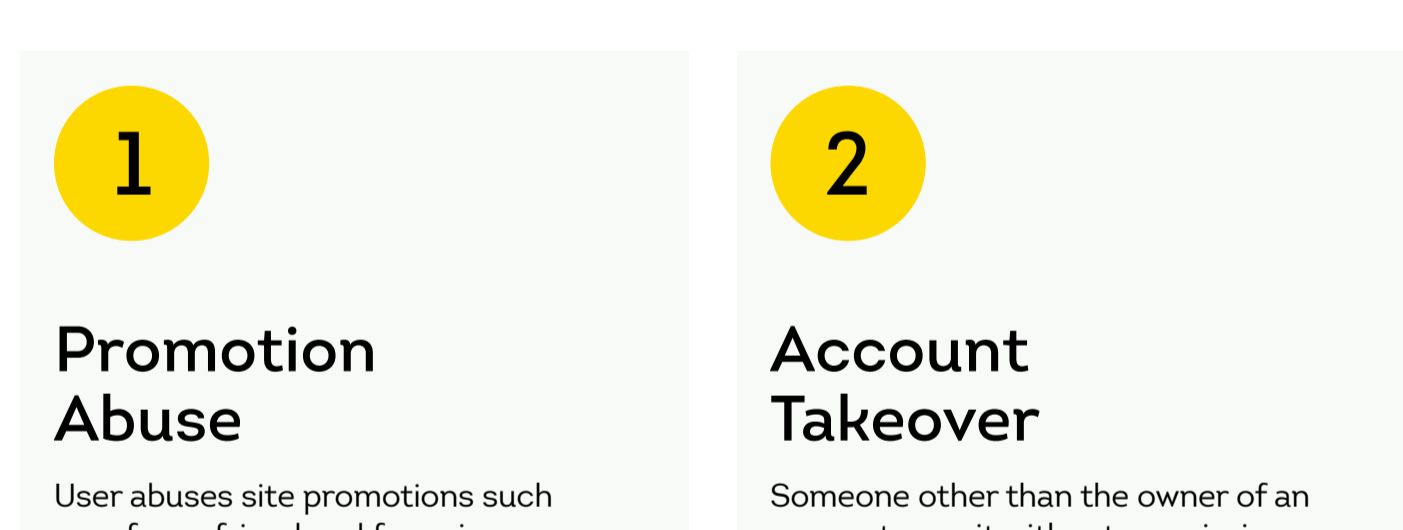 1
Promotion
Abuse
User abuses site promotions such
2
Account
Takeover
Someone other than the owner of an